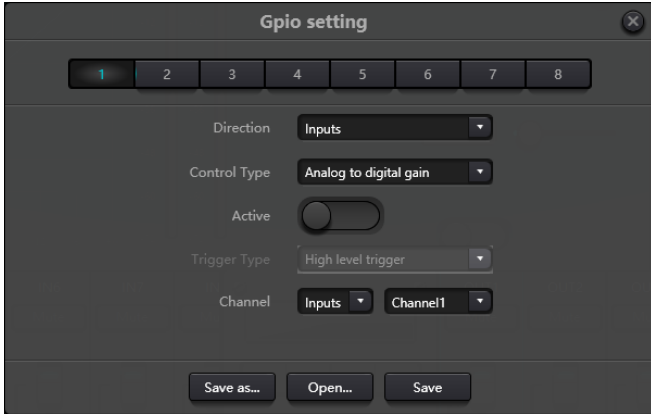 Gpio setting
1 2 3 4 5 6 7 8
Direction Inputs
Control Type Analog to digital gain
Active
Trigger Type High level trigger
Channel Inputs Channel1
Save as... Open... Save